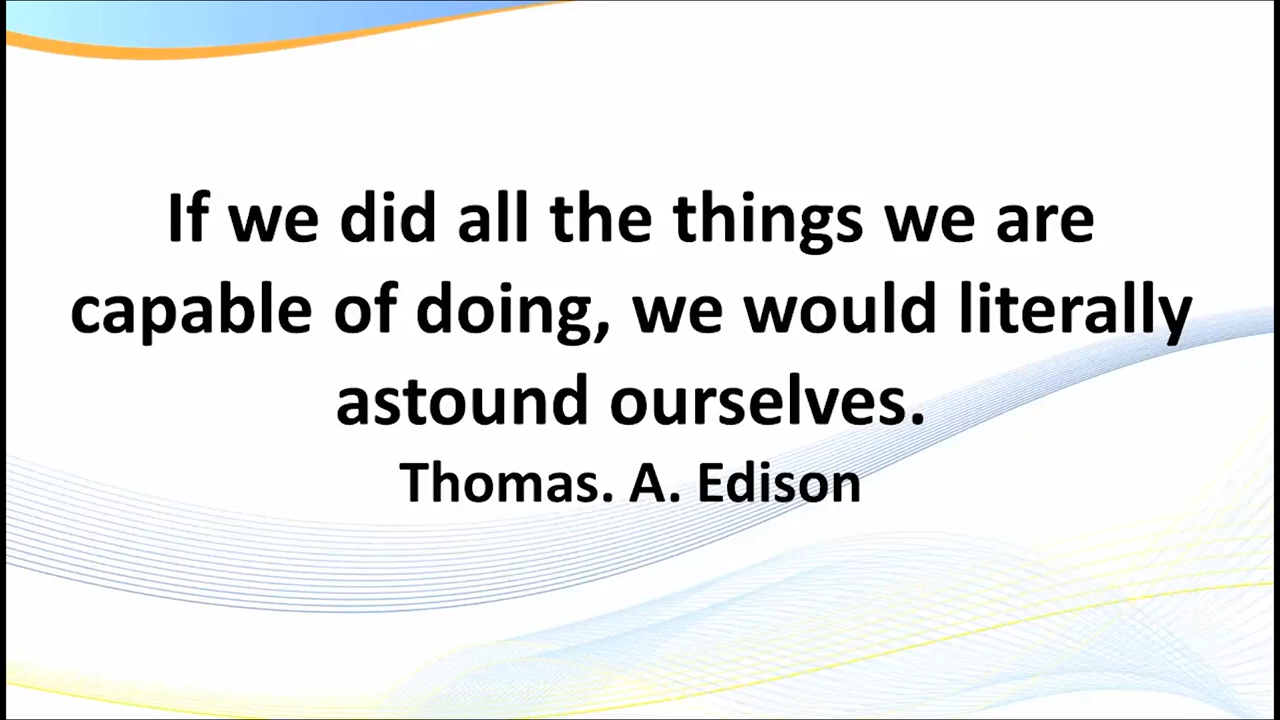 If we did all the things we are
capable of doing, we would literally
astound ourselves.
Thomas. A. Edison